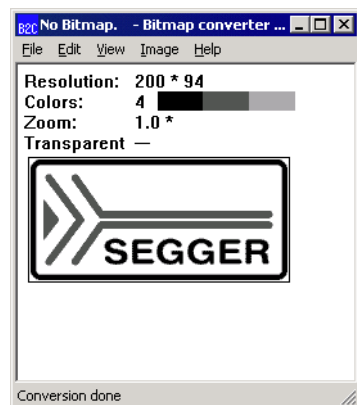 B2C No Bitmap. - Bitmap converter ...
File Edit View Image Help
Resolution: 200 * 94
Colors: 4
Zoom: 1.0 *
Transparent —
SEGGER
Conversion done